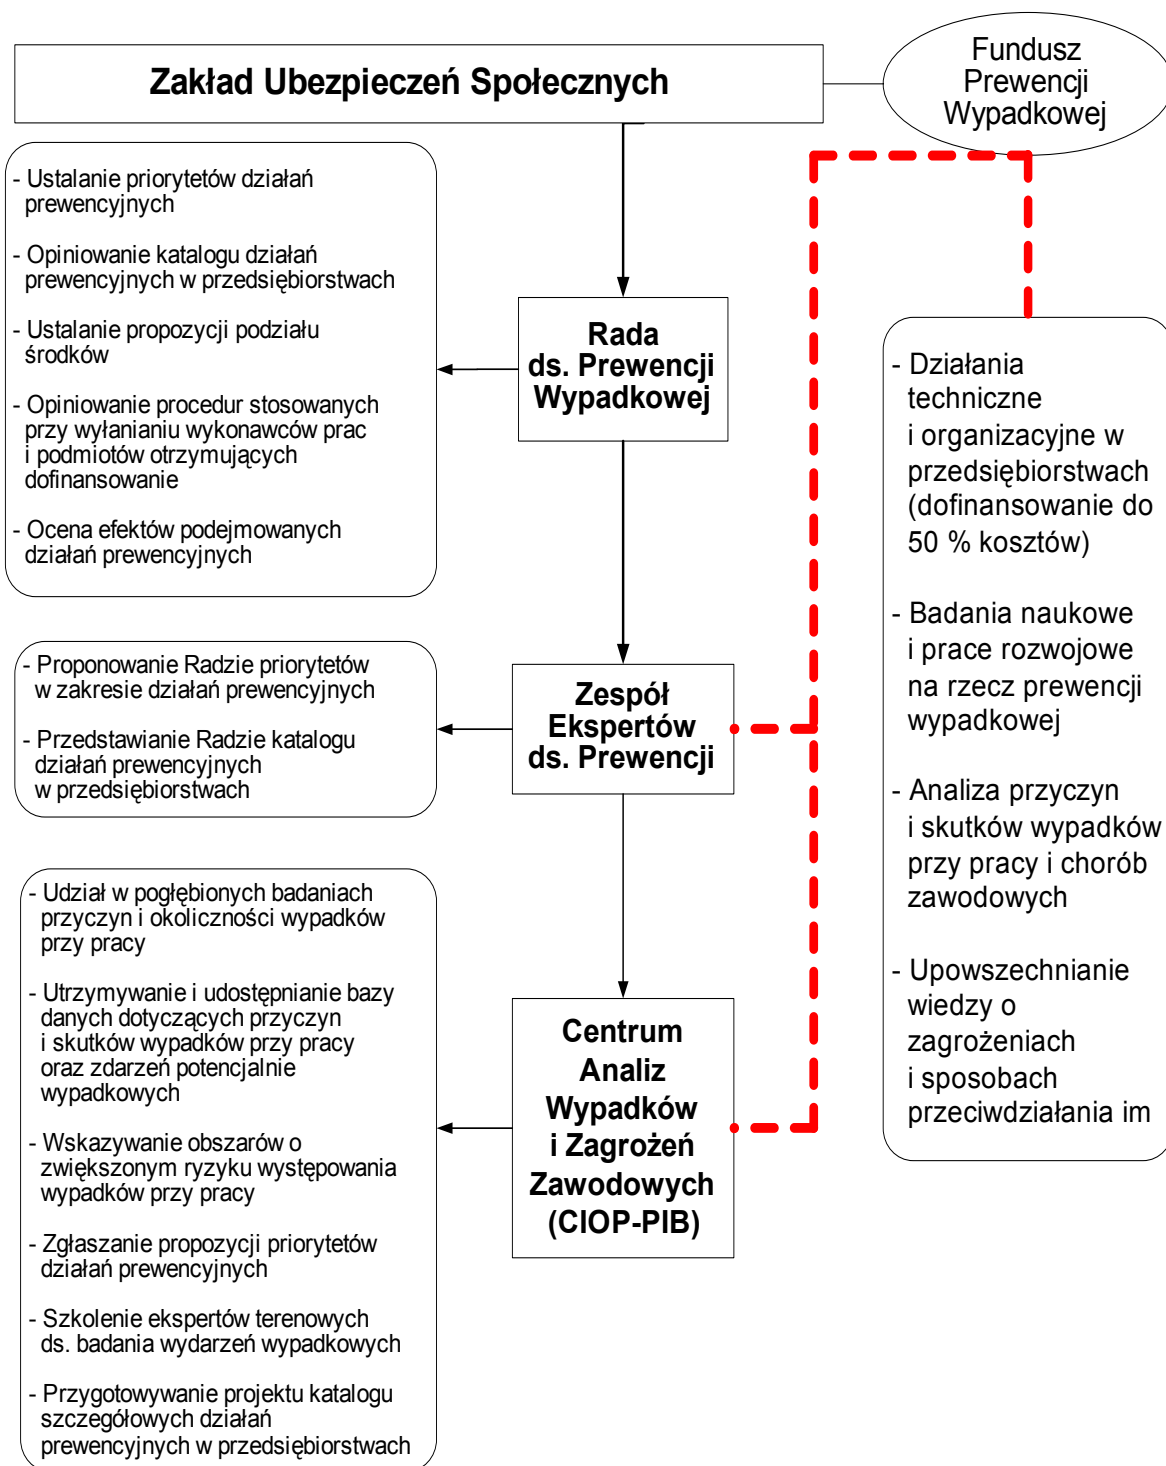 Zakład Ubezpieczeń Społecznych
Fundusz
Prewencji
Wypadkowej
- Ustalanie priorytetów działań
prewencyjnych
- Opiniowanie katalogu działań
prewencyjnych w przedsiębiorstwach
- Ustalanie propozycji podziału
środków
- Opiniowanie procedur stosowanych
przy wyłanianiu wykonawców prac
i podmiotów otrzymujących
dofinansowanie
- Ocena efektów podejmowanych
działań prewencyjnych
Rada
ds. Prewencji
Wypadkowej
- Proponowanie Radzie priorytetów
w zakresie działań prewencyjnych
- Przedstawianie Radzie katalogu
działań prewencyjnych
w przedsiębiorstwach
Zespół
Ekspertów
ds. Prewencji
- Udział w pogłębionych badaniach
przyczyn i okoliczności wypadków
przy pracy
- Utrzymywanie i udostępnianie bazy
danych dotyczących przyczyn
i skutków wypadków przy pracy
oraz zdarzeń potencjalnie
wypadkowych
- Wskazywanie obszarów o
zwiększonym ryzyku występowania
wypadków przy pracy
- Zgłaszanie propozycji priorytetów
działań prewencyjnych
- Szkolenie ekspertów terenowych
ds. badania wydarzeń wypadkowych
- Przygotowywanie projektu katalogu
szczegółowych działań
prewencyjnych w przedsiębiorstwach
Centrum
Analiz
Wypadków
i Zagrożeń
Zawodowych
(CIOP-PIB)
- Działania
techniczne
i organizacyjne w
przedsiębiorstwach
(dofinansowanie do
50 % kosztów)
- Badania naukowe
i prace rozwojowe
na rzecz prewencji
wypadkowej
- Analiza przyczyn
i skutków wypadków
przy pracy i chorób
zawodowych
- Upowszechnianie
wiedzy o
zagrożeniach
i sposobach
przeciwdziałania im